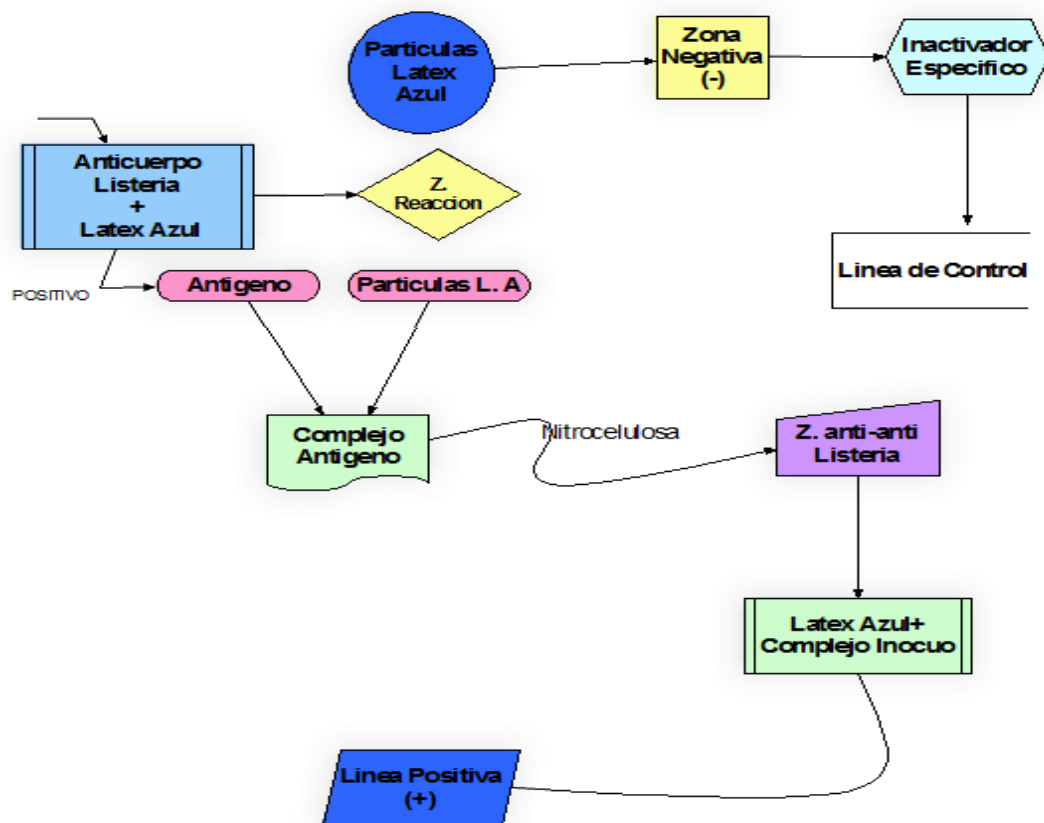 Particulas
Latex
Azul
Zona
Negativa
(-)
Inactivador
Especifico
Anticuerpo
Listeria
+
Latex Azul
Z.
Reaccion
Linea de Control
POSITIVO
Antigeno
Particulas L. A
Complejo
Antigeno
Nitrocelulosa
Z. anti-anti
Listeria
Latex Azul+
Complejo Inocuo
Linea Positiva
(+)